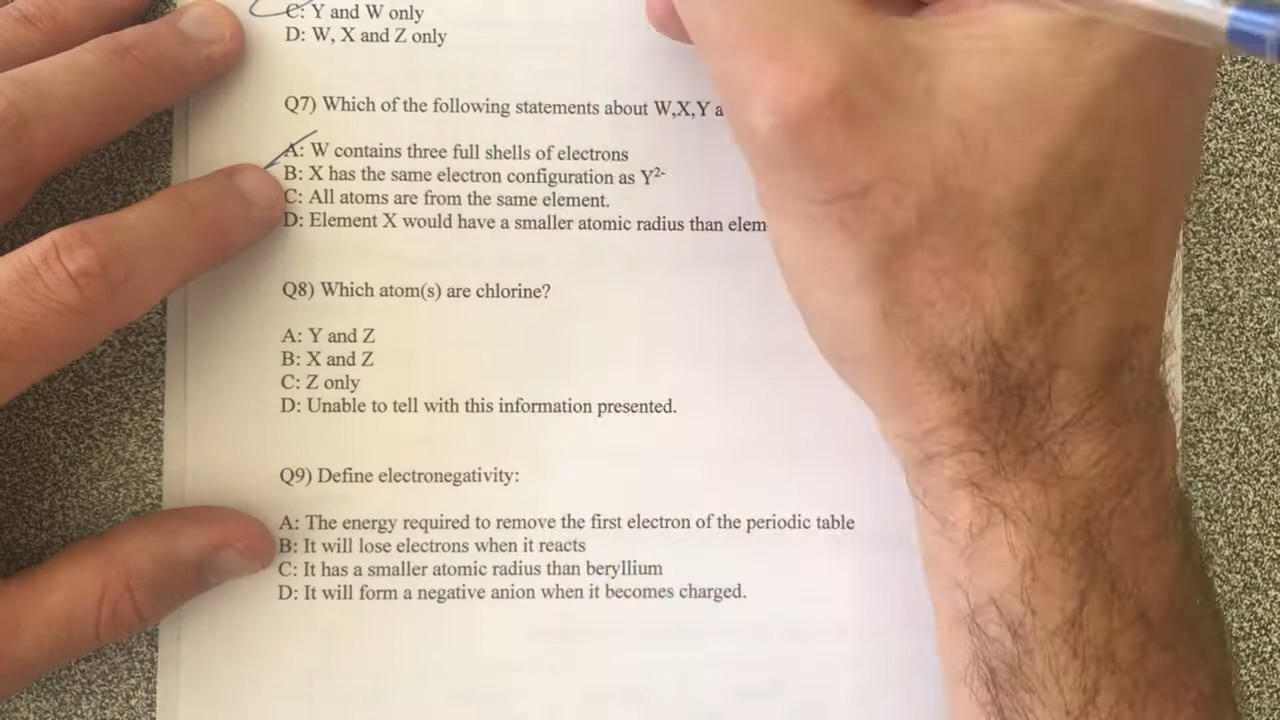 C: Y and W only
D: W, X and Z only
Q7) Which of the following statements about W,X,Y a
A: W contains three full shells of electrons
B: X has the same electron configuration as Y²⁻
C: All atoms are from the same element.
D: Element X would have a smaller atomic radius than elem
Q8) Which atom(s) are chlorine?
A: Y and Z
B: X and Z
C: Z only
D: Unable to tell with this information presented.
Q9) Define electronegativity:
A: The energy required to remove the first electron of the periodic table
B: It will lose electrons when it reacts
C: It has a smaller atomic radius than beryllium
D: It will form a negative anion when it becomes charged.